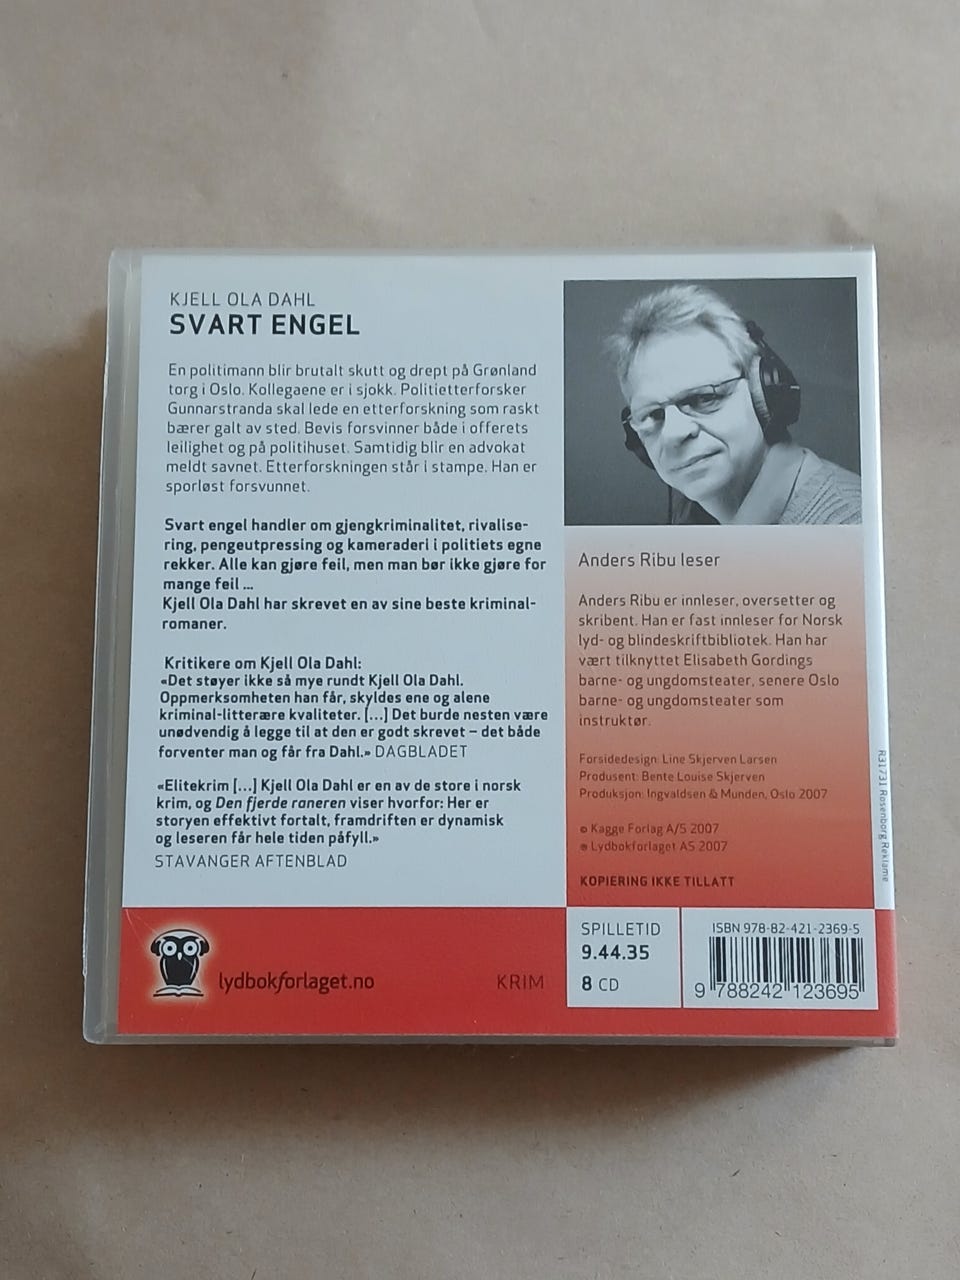 KJELL OLA DAHL
SVART ENGEL
En politimann blir brutalt skutt og drept på Grønland
torg i Oslo. Kollegaene er i sjokk. Politietterforsker
Gunnarstranda skal lede en etterforskning som raskt
bærer galt av sted. Bevis forsvinner både i offerets
leilighet og på politihuset. Samtidig blir en advokat
meldt savnet. Etterforskningen står i stampe. Han er
sporløst forsvunnet.
Svart engel handler om gjengkriminalitet, rivalise-
ring, pengeutpressing og kameraderi i politiets egne
rekker. Alle kan gjøre feil, men man bør ikke gjøre for
mange feil ...
Kjell Ola Dahl har skrevet en av sine beste kriminal-
romaner.
Kritikere om Kjell Ola Dahl:
«Det støyer ikke så mye rundt Kjell Ola Dahl.
Oppmerksomheten han får, skyldes ene og alene
kriminal-litterære kvaliteter. [...] Det burde nesten være
unødvendig å legge til at den er godt skrevet – det både
forventer man og får fra Dahl.» DAGBLADET
«Elitekrim [...] Kjell Ola Dahl er en av de store i norsk
krim, og Den fjerde raneren viser hvorfor: Her er
storyen effektivt fortalt, framdriften er dynamisk
og leseren får hele tiden påfyll.»
STAVANGER AFTENBLAD
Anders Ribu leser
Anders Ribu er innleser, oversetter og
skribent. Han er fast innleser for Norsk
lyd- og blindeskriftbibliotek. Han har
vært tilknyttet Elisabeth Gordings
barne- og ungdomsteater, senere Oslo
barne- og ungdomsteater som
instruktør.
Forsidedesign: Line Skjerven Larsen
Produsent: Bente Louise Skjerven
Produksjon: Ingvaldsen & Munden, Oslo 2007
© Kagge Forlag A/S 2007
℗ Lydbokforlaget AS 2007
KOPIERING IKKE TILLATT
R31731 Rosenborg Reklame
lydbokforlaget.no
KRIM
SPILLETID
9.44.35
8 CD
ISBN 978-82-421-2369-5
9 788242 123695